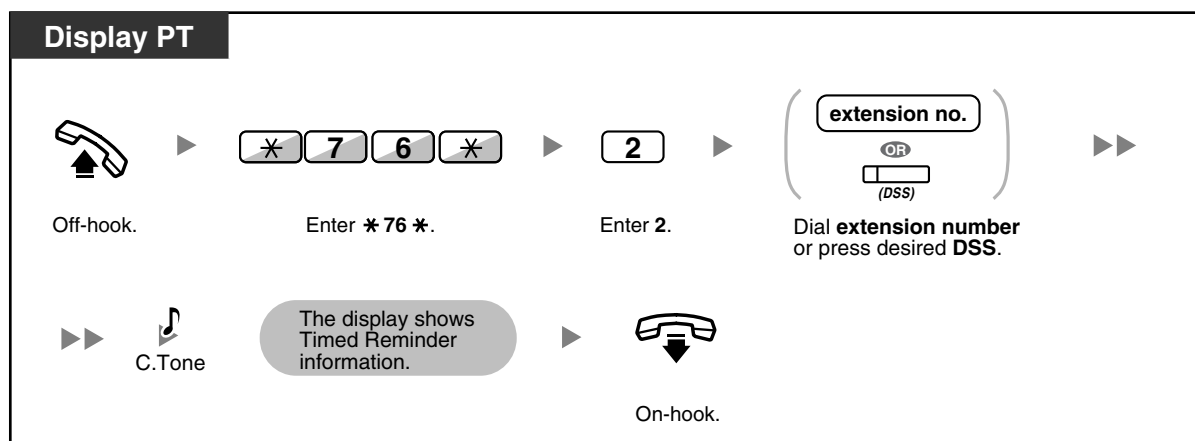 Display PT
✳ 7 6 ✳
2
extension no.
OR
(DSS)
Off-hook.
Enter ✳ 76 ✳.
Enter 2.
Dial extension number
or press desired DSS.
C.Tone
The display shows
Timed Reminder
information.
On-hook.